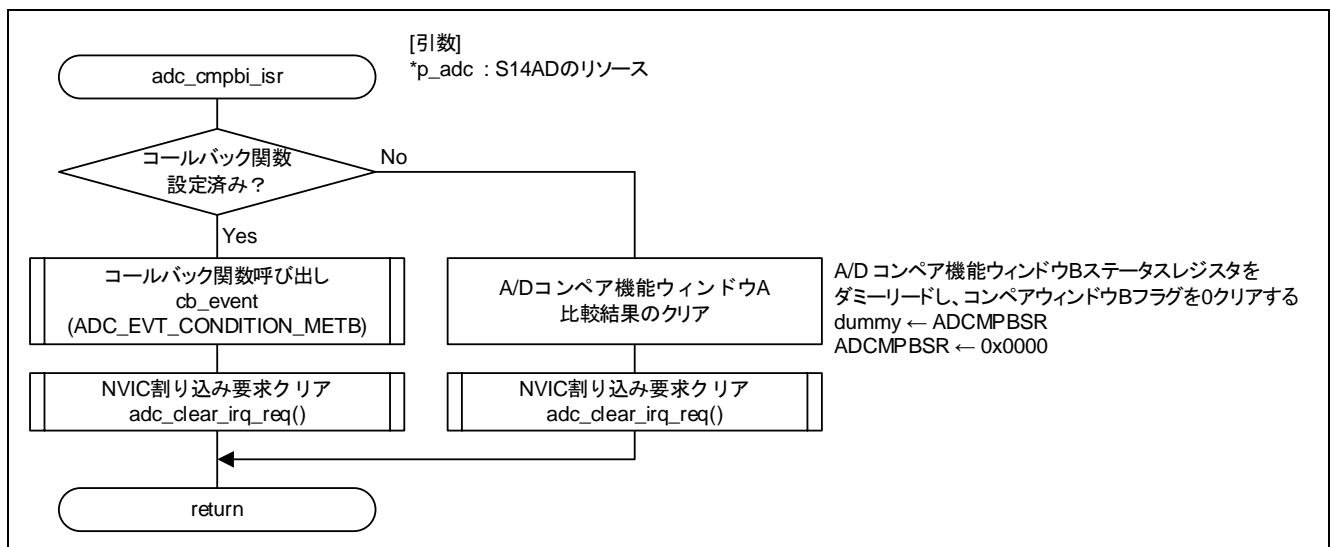 [引数]
*p_adc : S14ADのリソース
adc_cmpbi_isr
コールバック関数
設定済み？
No
Yes
コールバック関数呼び出し
cb_event
(ADC_EVT_CONDITION_METB)
A/Dコンペア機能ウィンドウA
比較結果のクリア
A/D コンペア機能ウィンドウBステータスレジスタを
ダミーリードし、コンペアウィンドウBフラグを0クリアする
dummy ← ADCMPBSR
ADCMPBSR ← 0x0000
NVIC割り込み要求クリア
adc_clear_irq_req()
NVIC割り込み要求クリア
adc_clear_irq_req()
return